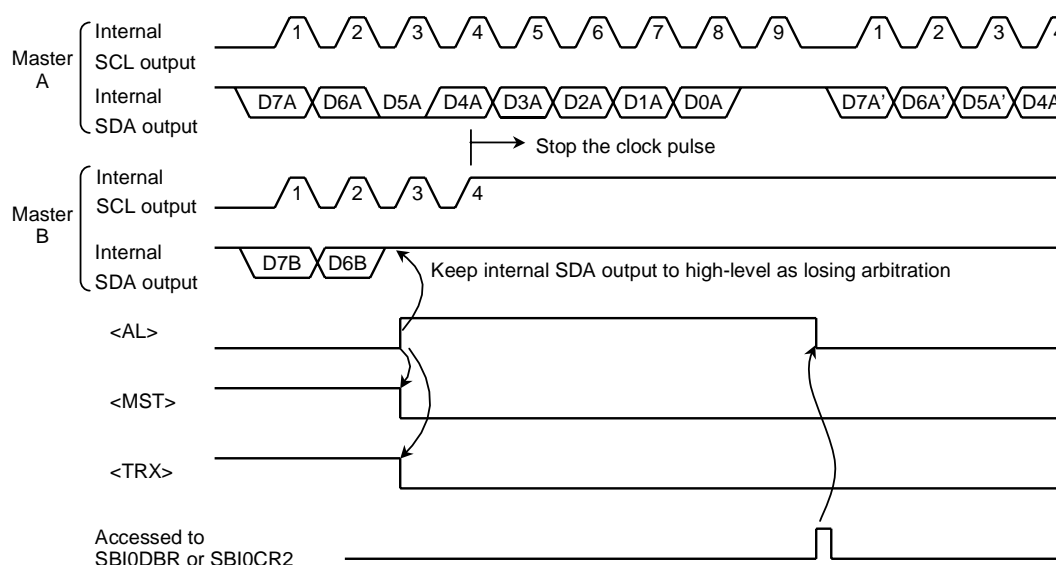 Master A
Internal SCL output
1 2 3 4 5 6 7 8 9 1 2 3 4
Internal SDA output
D7A D6A D5A D4A D3A D2A D1A D0A D7A' D6A' D5A' D4A
Stop the clock pulse
Master B
Internal SCL output
1 2 3 4
Internal SDA output
D7B D6B
Keep internal SDA output to high-level as losing arbitration
<AL>
<MST>
<TRX>
Accessed to
SBI0DBR or SBI0CR2